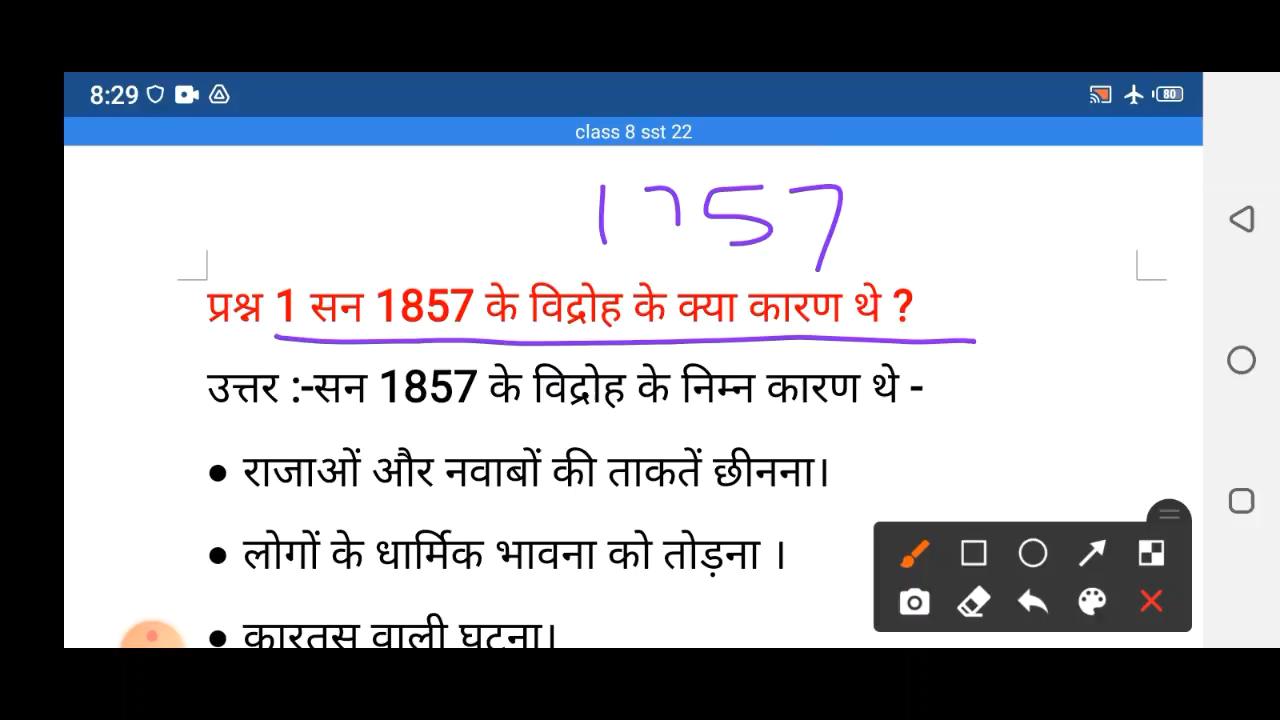 8:29
80
class 8 sst 22
1757
प्रश्न 1 सन 1857 के विद्रोह के क्या कारण थे ?
उत्तर :-सन 1857 के विद्रोह के निम्न कारण थे -
• राजाओं और नवाबों की ताकतें छीनना।
• लोगों के धार्मिक भावना को तोड़ना ।
• कारतूस वाली घटना।